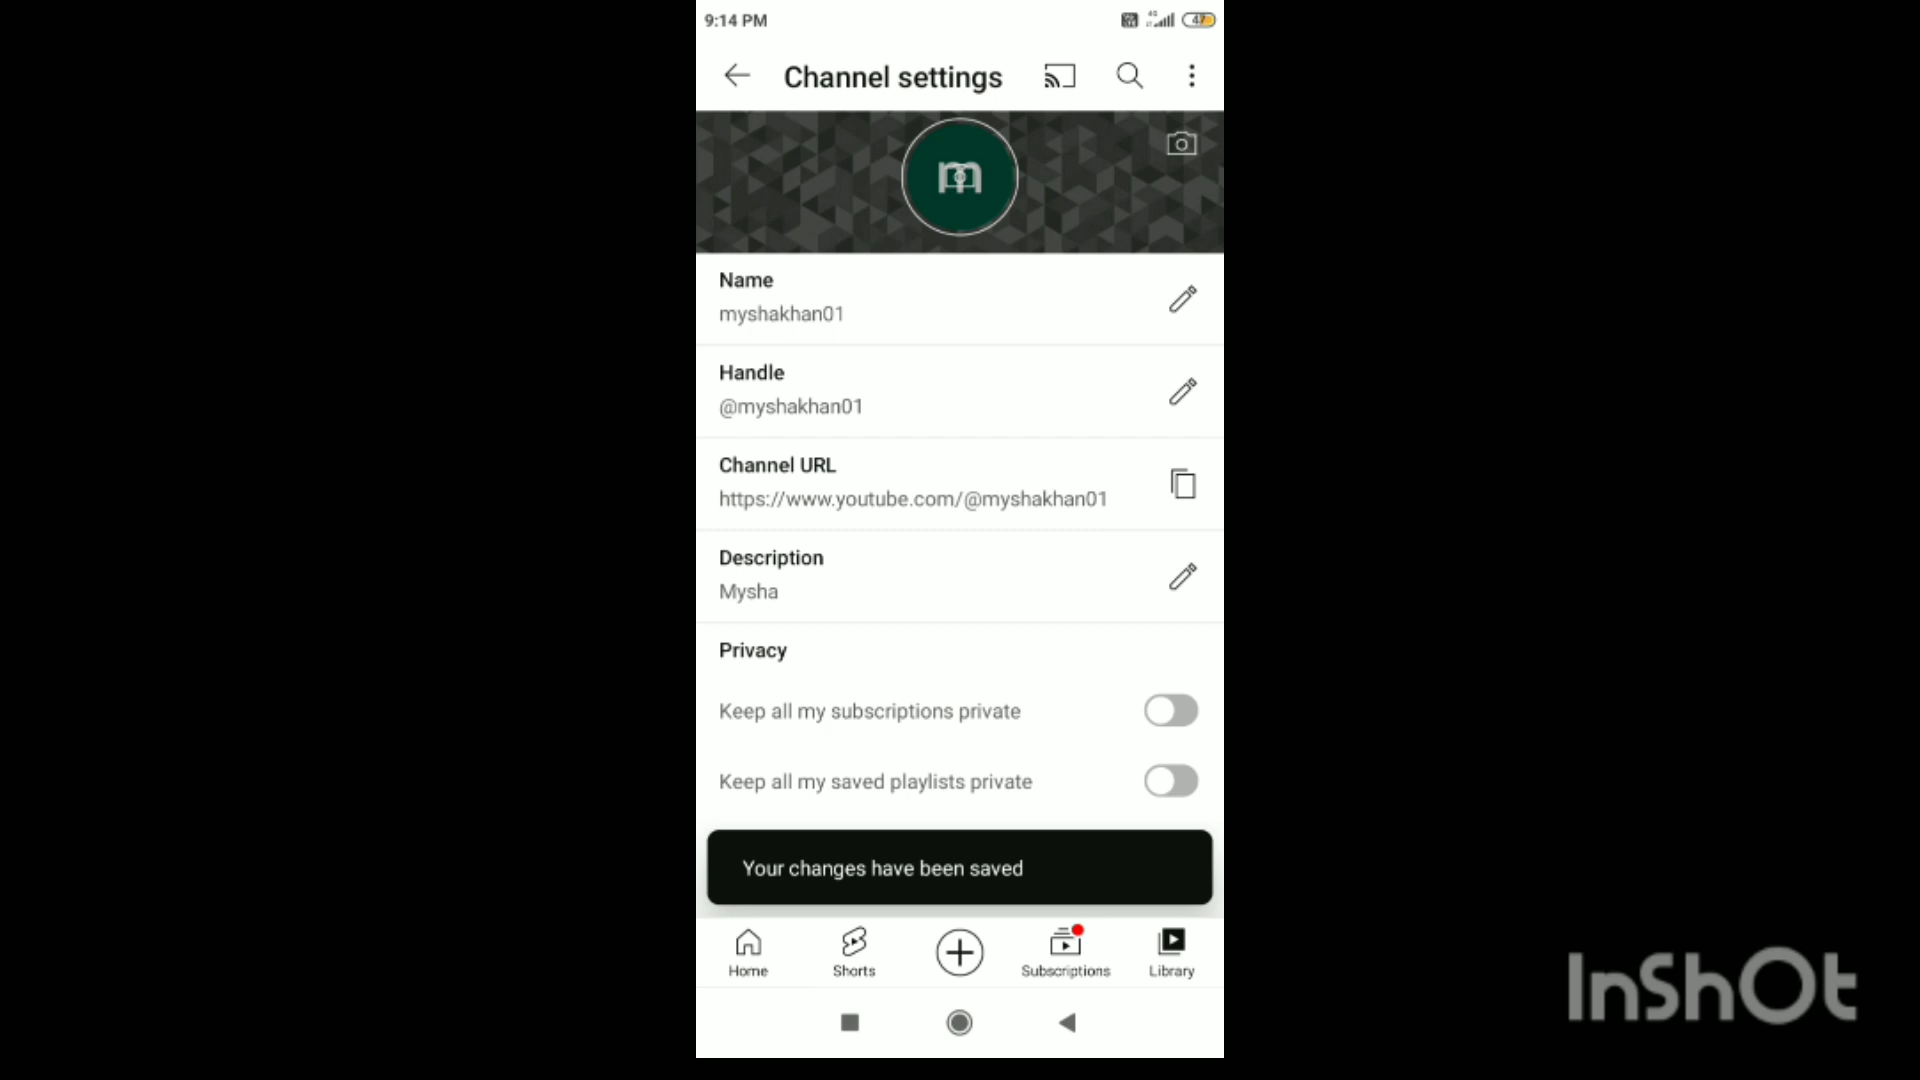 9:14 PM
4G
47
Channel settings
m
Name
myshakhan01
Handle
@myshakhan01
Channel URL
https://www.youtube.com/@myshakhan01
Description
Mysha
Privacy
Keep all my subscriptions private
Keep all my saved playlists private
Your changes have been saved
Home
Shorts
Subscriptions
Library
InShOt